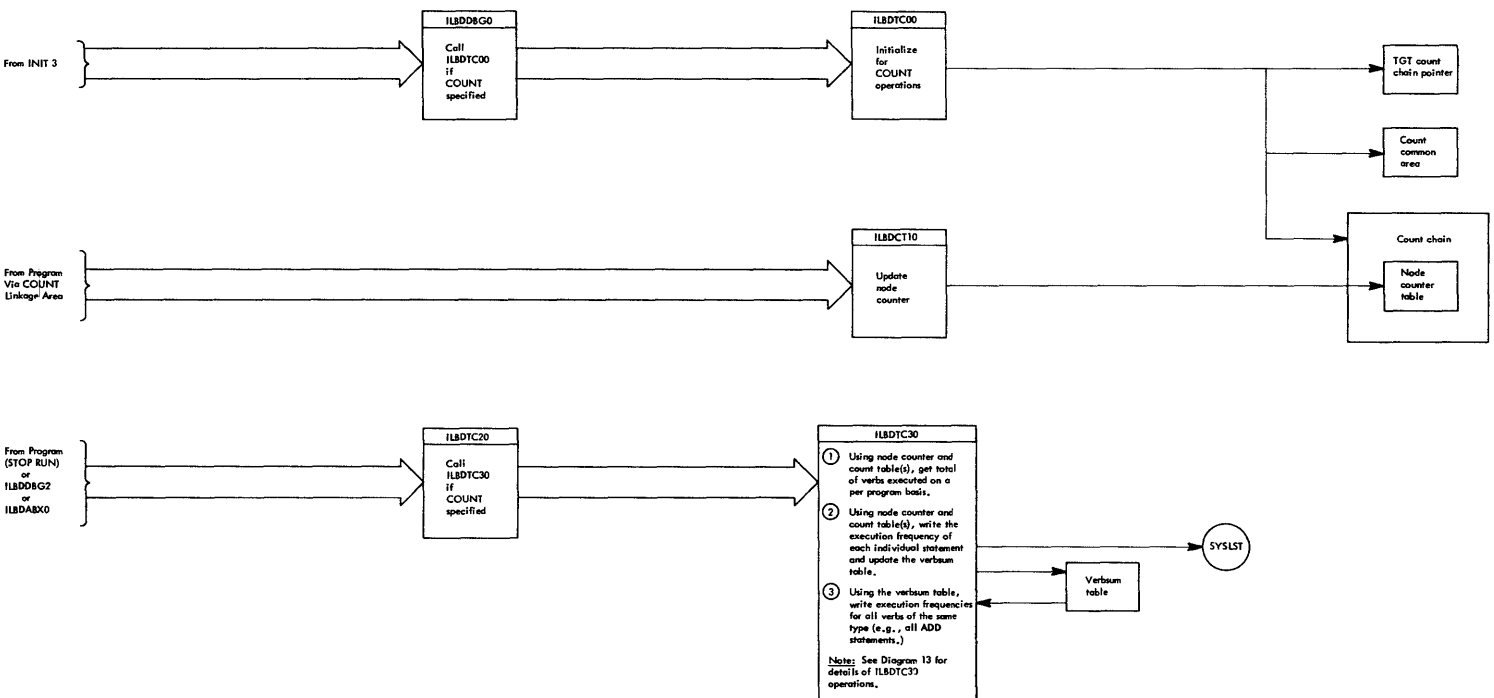 From INIT 3
ILBDDBG0
Call
ILBDTC00
if
COUNT
specified
ILBDTC00
Initialize
for
COUNT
operations
TGT count
chain pointer
Count
common
area
From Program
Via COUNT
Linkage Area
ILBDCT10
Update
node
counter
Count chain
Node
counter
table
From Program
(STOP RUN)
or
ILBDDBG2
or
ILBDABX0
ILBDTC20
Call
ILBDTC30
if
COUNT
specified
ILBDTC30
1 Using node counter and
count table(s), get total
of verbs executed on a
per program basis.
2 Using node counter and
count table(s), write the
execution frequency of
each individual statement
and update the verbsum
table.
3 Using the verbsum table,
write execution frequencies
for all verbs of the same
type (e.g., all ADD
statements.)
Note: See Diagram 13 for
details of ILBDTC30
operations.
SYSLST
Verbsum
table